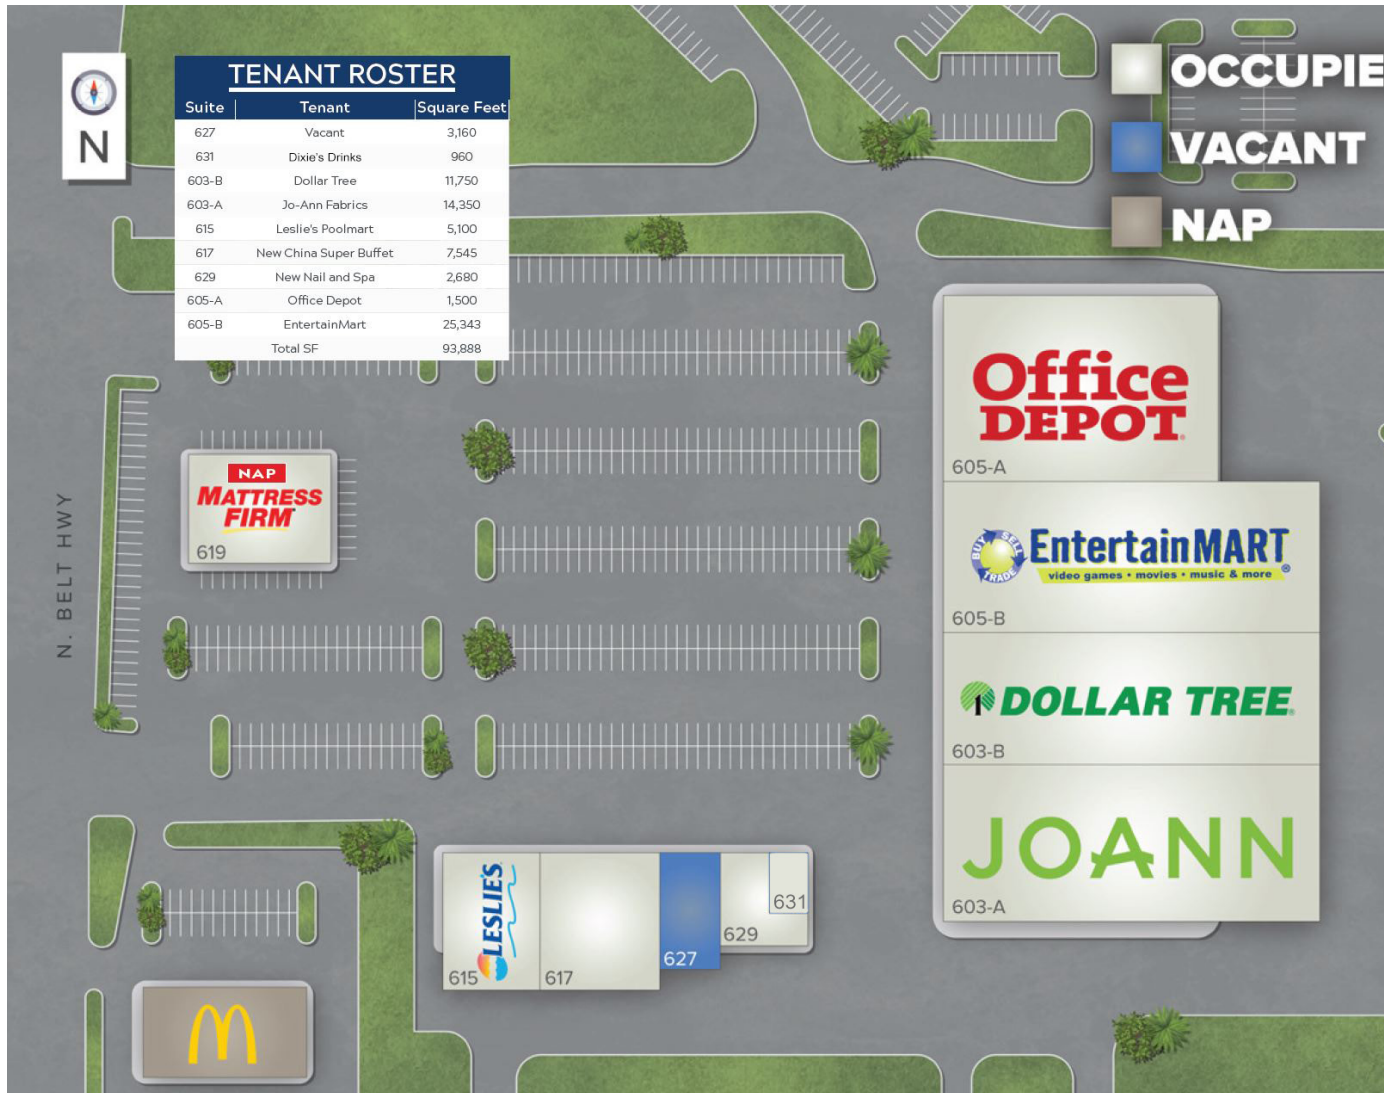 N
TENANT ROSTER
Suite Tenant Square Feet
627 Vacant 3,160
631 Dixie's Drinks 960
603-B Dollar Tree 11,750
603-A Jo-Ann Fabrics 14,350
615 Leslie's Poolmart 5,100
617 New China Super Buffet 7,545
629 New Nail and Spa 2,680
605-A Office Depot 1,500
605-B EntertainMart 25,343
Total SF 93,888
OCCUPIE
VACANT
NAP
Office
DEPOT
605-A
BUY SELL TRADE
EntertainMART
video games • movies • music & more
605-B
DOLLAR TREE
603-B
JOANN
603-A
NAP
MATTRESS
FIRM
619
N. BELT HWY
LESLIE'S
615
617
627
629
631
M